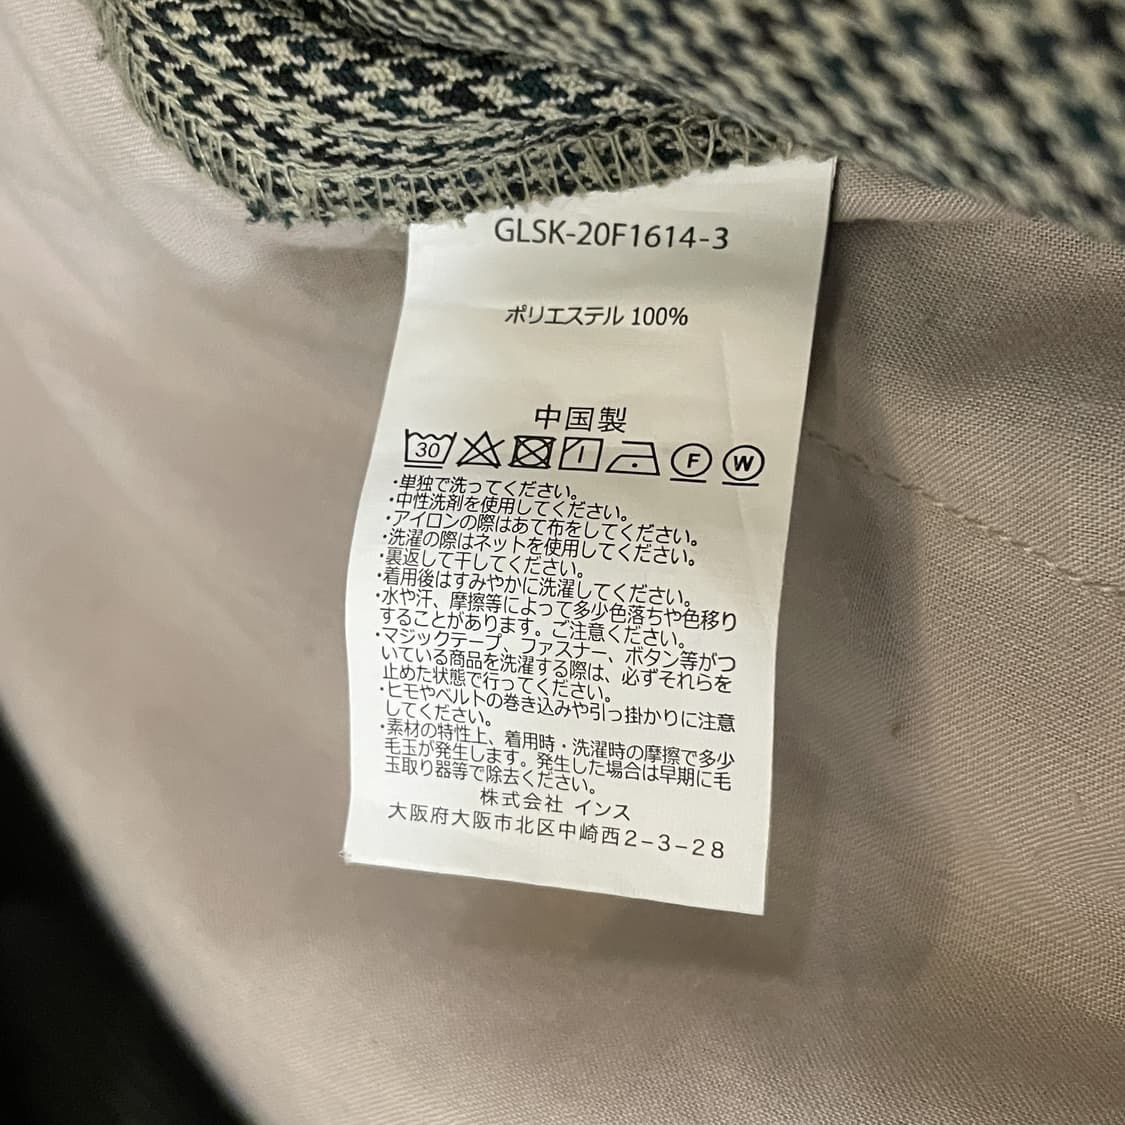 GLSK-20F1614-3
ポリエステル 100%
中国製
30 F W
・単独で洗ってください。
・中性洗剤を使用してください。
・アイロンの際はあて布をしてください。
・洗濯の際はネットを使用してください。
・裏返して干してください。
・着用後はすみやかに洗濯してください。
・水や汗、摩擦等によって多少色落ちや色移り
することがあります。ご注意ください。
・マジックテープ、ファスナー、ボタン等がつ
いている商品を洗濯する際は、必ずそれらを
止めた状態で行ってください。
・ヒモやベルトの巻き込みや引っ掛かりに注意
してください。
・素材の特性上、着用時・洗濯時の摩擦で多少
毛玉が発生します。発生した場合は早期に毛
玉取り器等で除去ください。
株式会社 インス
大阪府大阪市北区中崎西2-3-28